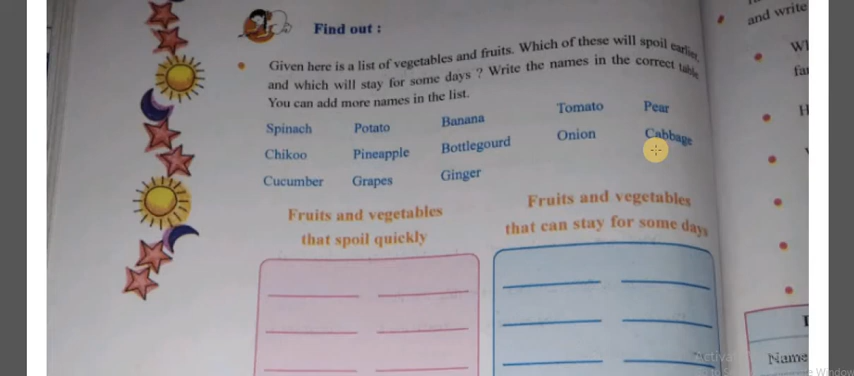 Find out :
Given here is a list of vegetables and fruits. Which of these will spoil earlier,
and which will stay for some days ? Write the names in the correct table
You can add more names in the list.
Spinach Potato Banana Tomato Pear
Chikoo Pineapple Bottlegourd Onion Cabbage
Cucumber Grapes Ginger
Fruits and vegetables
that spoil quickly
Fruits and vegetables
that can stay for some days
and write
Name